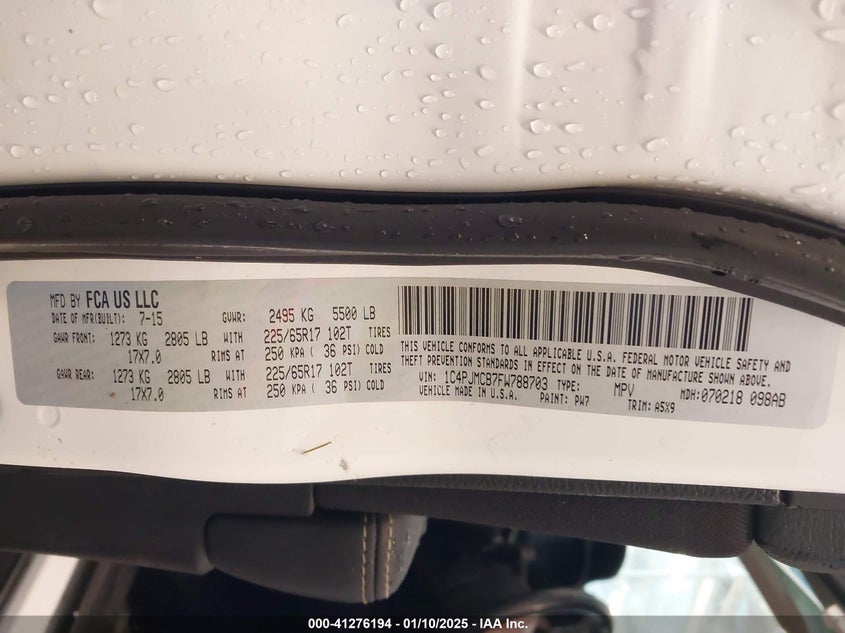 MFD BY FCA US LLC
DATE OF MFR(BUILT): 7-15 GVWR: 2495 KG 5500 LB
GAWR FRONT: 1273 KG 2805 LB WITH 225/65R17 102T TIRES
17X7.0 RIMS AT 250 KPA ( 36 PSI) COLD
GAWR REAR: 1273 KG 2805 LB WITH 225/65R17 102T TIRES
17X7.0 RIMS AT 250 KPA ( 36 PSI) COLD
THIS VEHICLE CONFORMS TO ALL APPLICABLE U.S.A. FEDERAL MOTOR VEHICLE SAFETY AND
THEFT PREVENTION STANDARDS IN EFFECT ON THE DATE OF MANUFACTURE SHOWN ABOVE.
VIN: 1C4PJMCB7FW788703 TYPE: MPV MDH: 070218 098AB
VEHICLE MADE IN U.S.A. PAINT: PW7 TRIM: A5X9
000-41276194 - 01/10/2025 - IAA Inc.